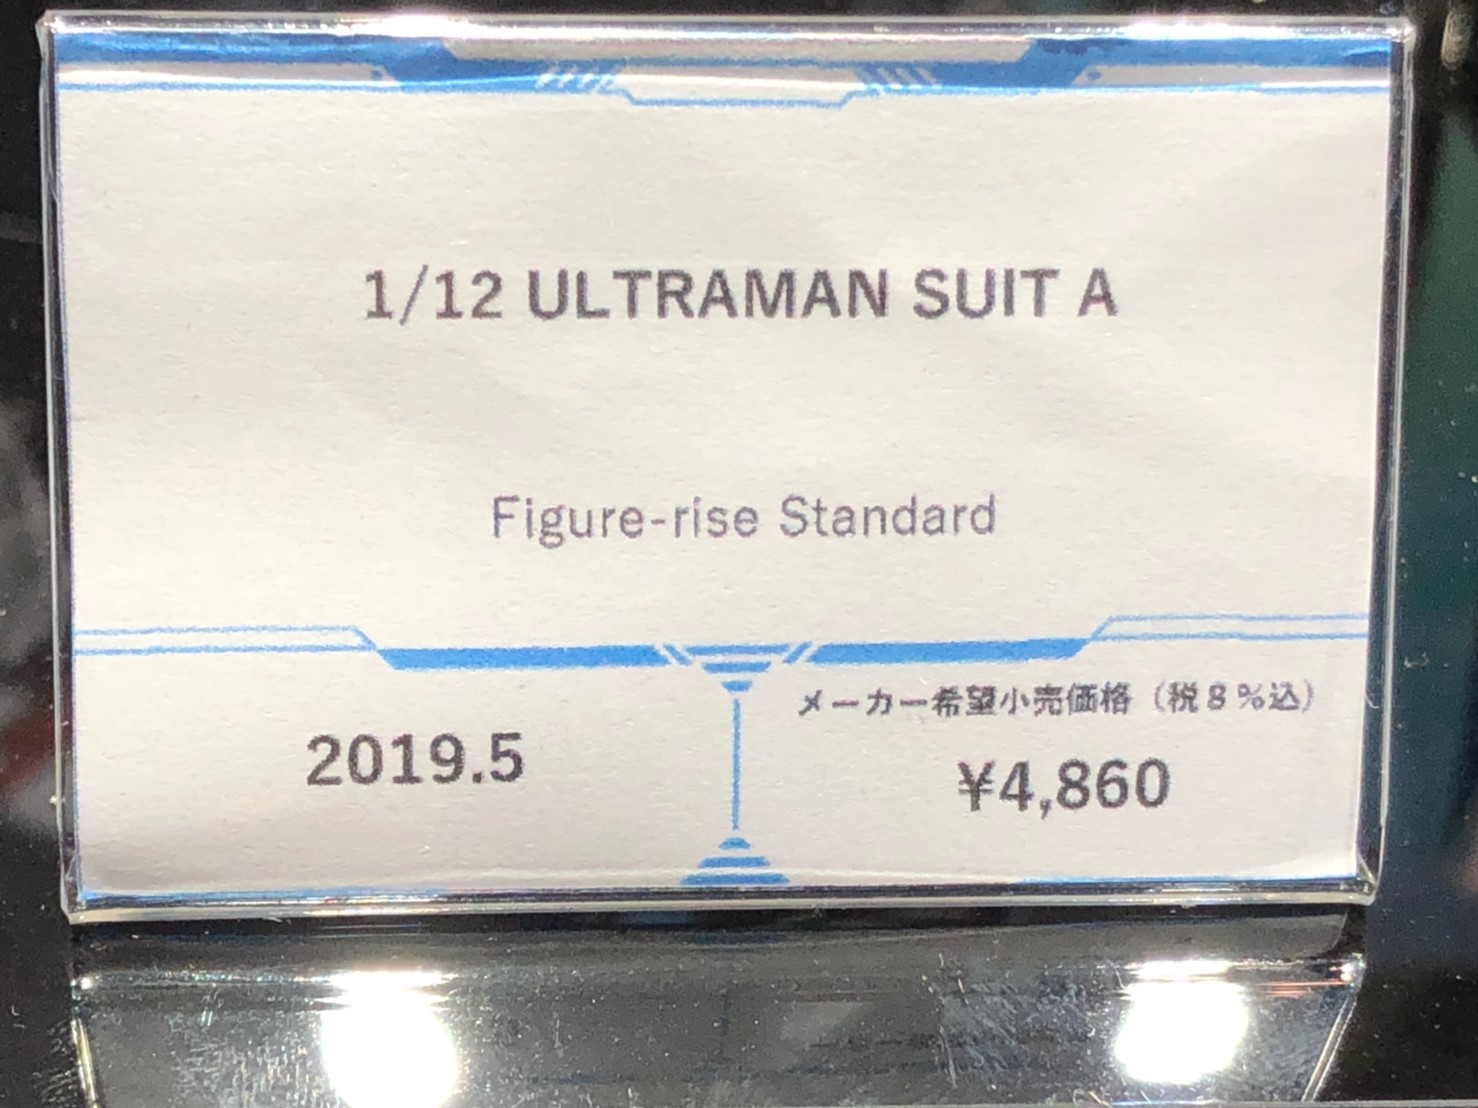 1/12 ULTRAMAN SUIT A
Figure-rise Standard
2019.5
メーカー希望小売価格（税８％込）
¥4,860